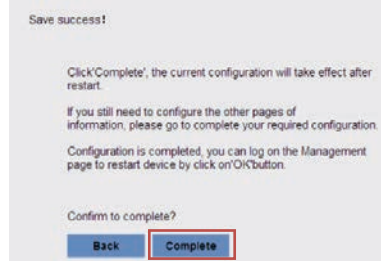 Save success!
Click'Complete', the current configuration will take effect after
restart.
If you still need to configure the other pages of
information, please go to complete your required configuration.
Configuration is completed, you can log on the Management
page to restart device by click on'OK'button.
Confirm to complete?
Back Complete